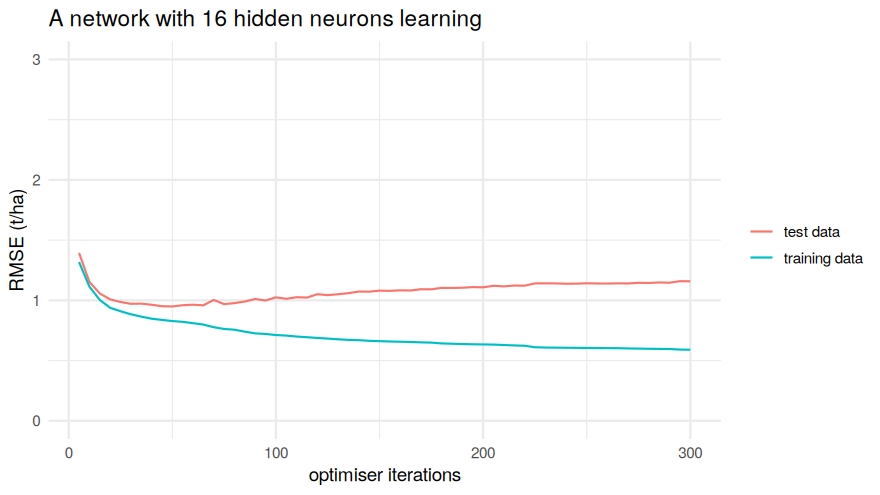 A network with 16 hidden neurons learning
3
2
1
0
RMSE (t/ha)
0 100 200 300
optimiser iterations
test data
training data